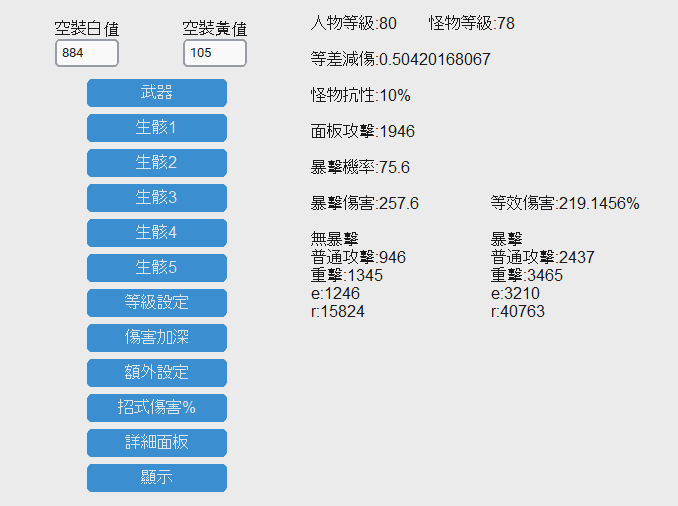 空裝白值
空裝黃值
884
105
武器
生骸1
生骸2
生骸3
生骸4
生骸5
等級設定
傷害加深
額外設定
招式傷害%
詳細面板
顯示
人物等級:80 怪物等級:78
等差減傷:0.50420168067
怪物抗性:10%
面板攻擊:1946
暴擊機率:75.6
暴擊傷害:257.6 等效傷害:219.1456%
無暴擊
普通攻擊:946
重擊:1345
e:1246
r:15824
暴擊
普通攻擊:2437
重擊:3465
e:3210
r:40763